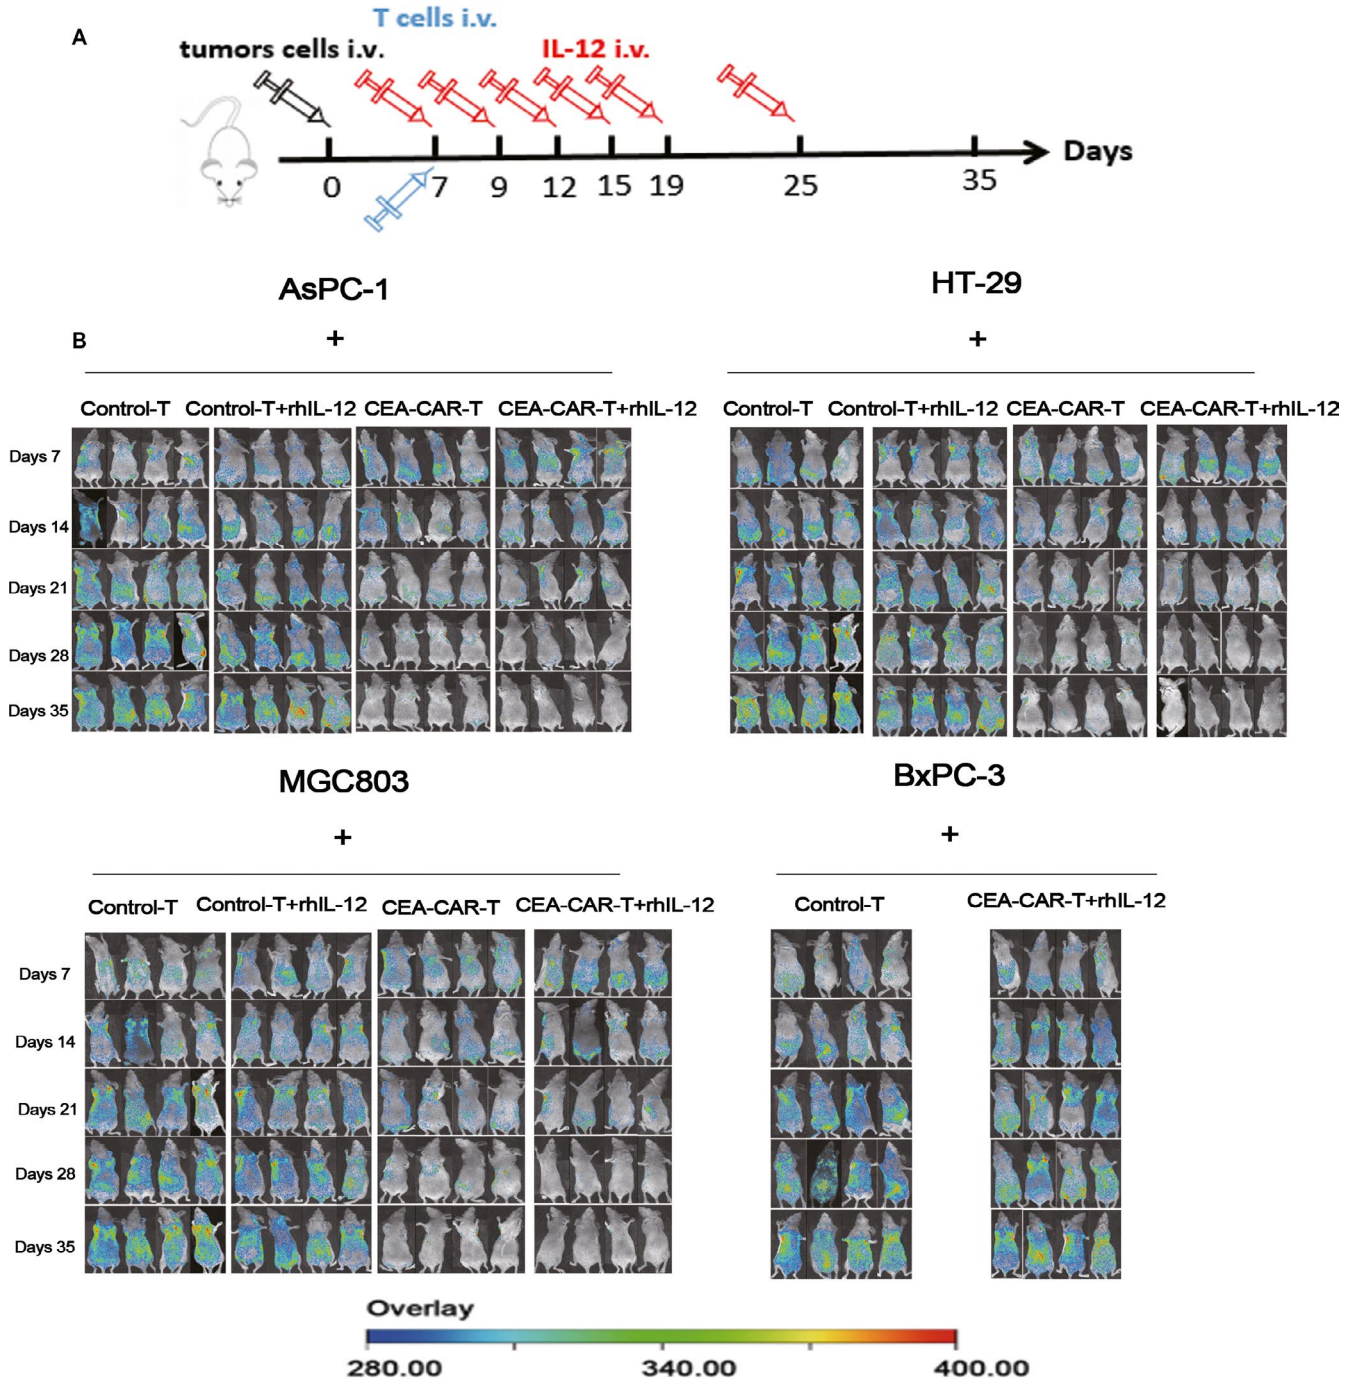 A
T cells i.v.
tumors cells i.v.
IL-12 i.v.
0 7 9 12 15 19 25 35
Days
AsPC-1
HT-29
B
+
+
Control-T Control-T+rhIL-12 CEA-CAR-T CEA-CAR-T+rhIL-12
Control-T Control-T+rhIL-12 CEA-CAR-T CEA-CAR-T+rhIL-12
Days 7
Days 14
Days 21
Days 28
Days 35
MGC803
BxPC-3
+
+
Control-T Control-T+rhIL-12 CEA-CAR-T CEA-CAR-T+rhIL-12
Control-T CEA-CAR-T+rhIL-12
Days 7
Days 14
Days 21
Days 28
Days 35
Overlay
280.00 340.00 400.00